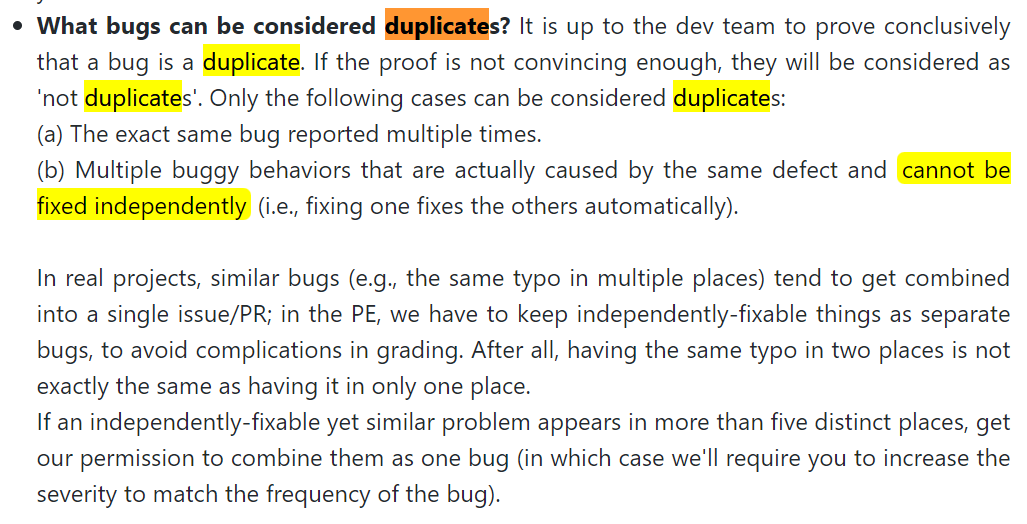 What bugs can be considered duplicates? It is up to the dev team to prove conclusively
that a bug is a duplicate. If the proof is not convincing enough, they will be considered as
'not duplicates'. Only the following cases can be considered duplicates:
(a) The exact same bug reported multiple times.
(b) Multiple buggy behaviors that are actually caused by the same defect and cannot be
fixed independently (i.e., fixing one fixes the others automatically).
In real projects, similar bugs (e.g., the same typo in multiple places) tend to get combined
into a single issue/PR; in the PE, we have to keep independently-fixable things as separate
bugs, to avoid complications in grading. After all, having the same typo in two places is not
exactly the same as having it in only one place.
If an independently-fixable yet similar problem appears in more than five distinct places, get
our permission to combine them as one bug (in which case we'll require you to increase the
severity to match the frequency of the bug).